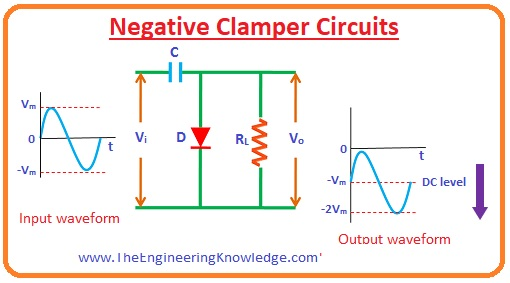 Negative Clamper Circuits
C
Vm
0
t
-Vm
Input waveform
Vi
D
RL
Vo
0
t
-Vm
DC level
-2Vm
Output waveform
www.TheEngineeringKnowledge.com'